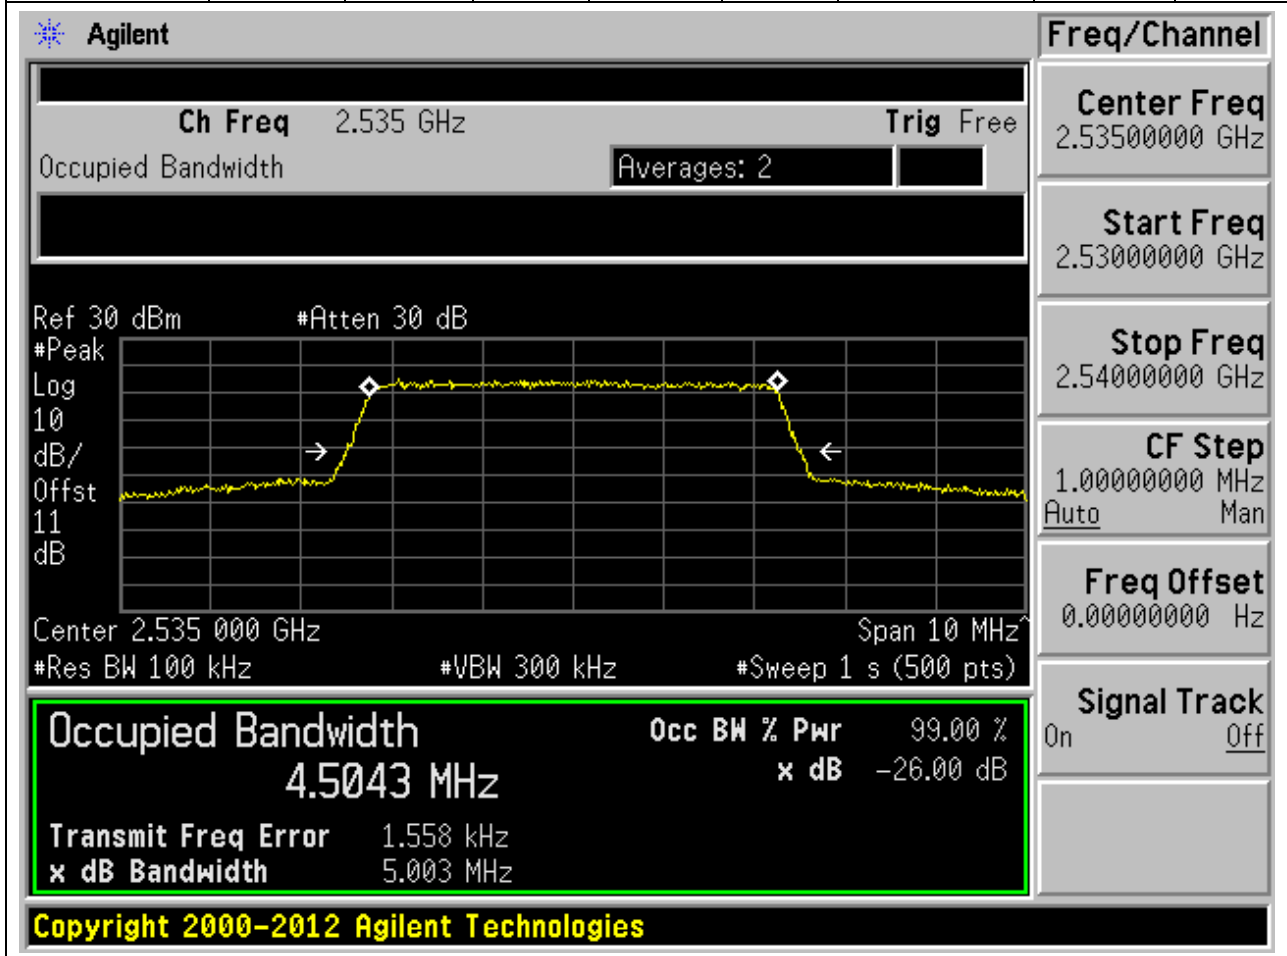 Agilent
Freq/Channel
Ch Freq 2.535 GHz Trig Free
Occupied Bandwidth Averages: 2
Center Freq
2.53500000 GHz
Start Freq
2.53000000 GHz
Stop Freq
2.54000000 GHz
CF Step
1.00000000 MHz
Auto Man
Freq Offset
0.00000000 Hz
Signal Track
On Off
Ref 30 dBm #Atten 30 dB
#Peak
Log
10
dB/
Offst
11
dB
Center 2.535 000 GHz Span 10 MHz^
#Res BW 100 kHz #VBW 300 kHz #Sweep 1 s (500 pts)
Occupied Bandwidth Occ BW % Pwr 99.00 %
4.5043 MHz x dB -26.00 dB
Transmit Freq Error 1.558 kHz
x dB Bandwidth 5.003 MHz
Copyright 2000-2012 Agilent Technologies